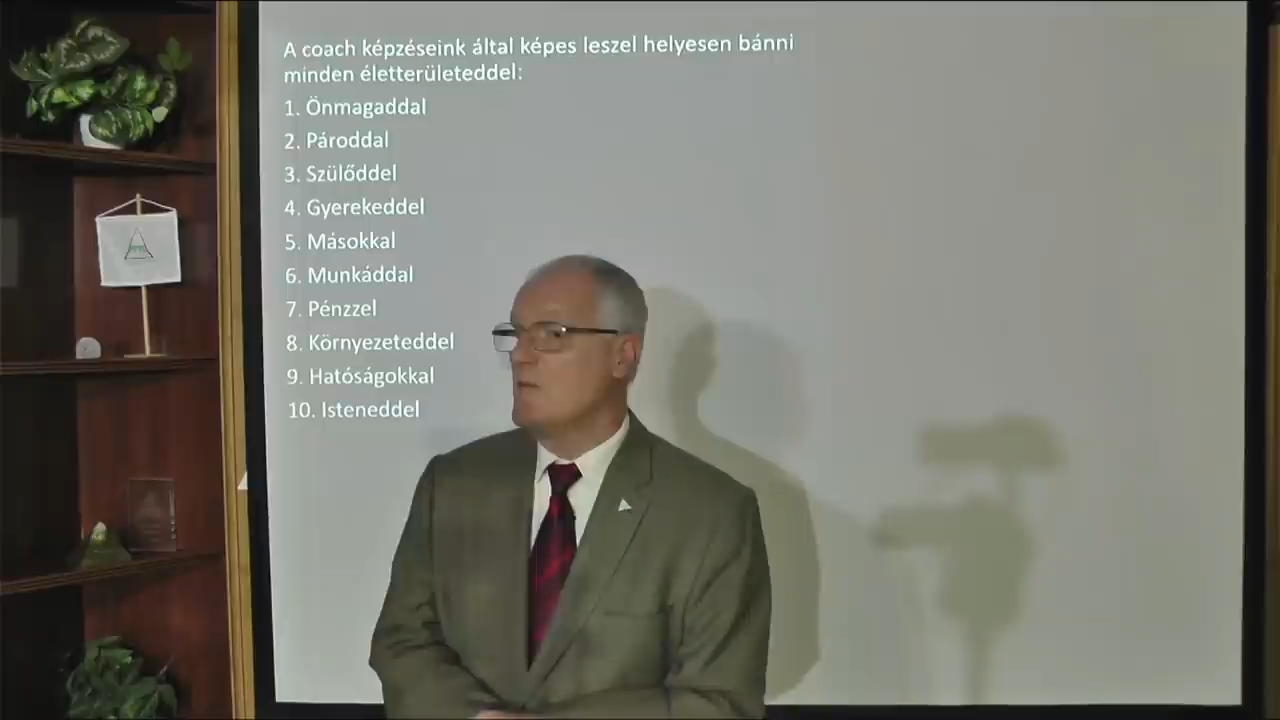 A coach képzéseink által képes leszel helyesen bánni
minden életterületeddel:
1. Önmagaddal
2. Pároddal
3. Szülőddel
4. Gyerekeddel
5. Másokkal
6. Munkáddal
7. Pénzzel
8. Környezeteddel
9. Hatóságokkal
10. Isteneddel